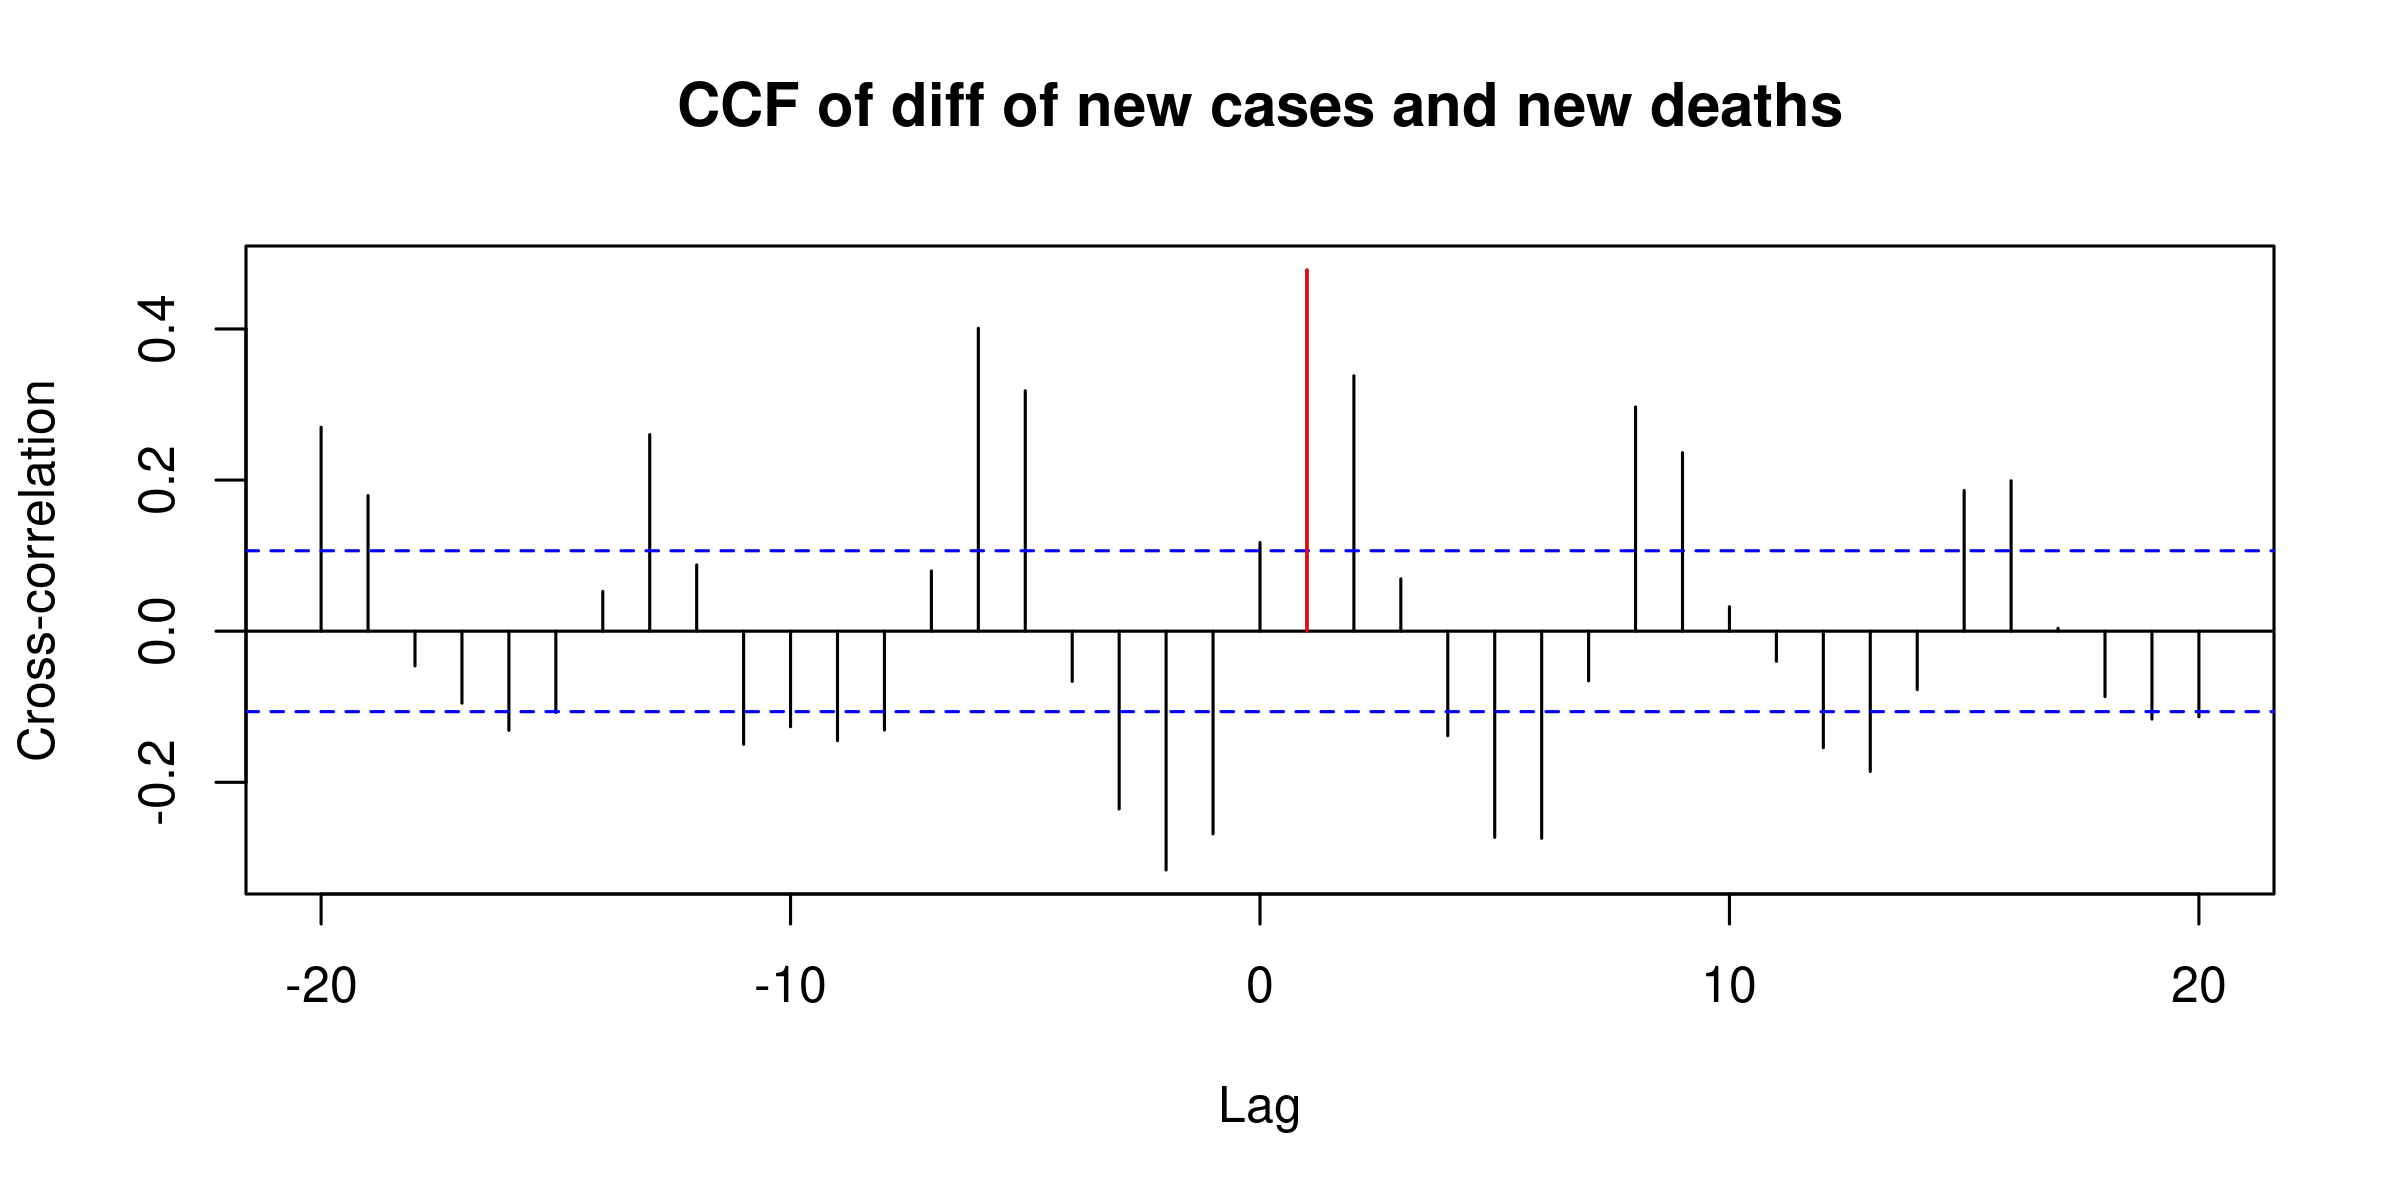 CCF of diff of new cases and new deaths
Cross-correlation
0.4
0.2
0.0
-0.2
-20 -10 0 10 20
Lag